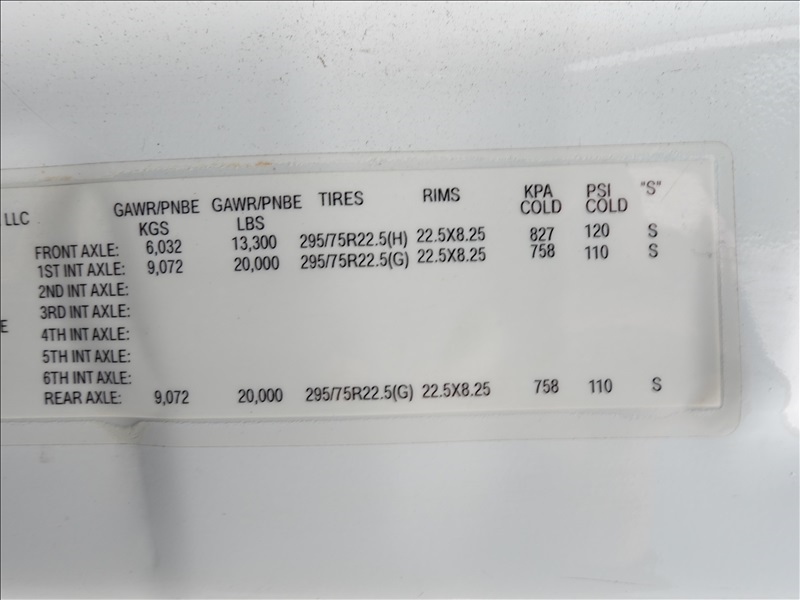 LLC GAWR/PNBE KGS GAWR/PNBE LBS TIRES RIMS KPA COLD PSI COLD "S"
FRONT AXLE: 6,032 13,300 295/75R22.5(H) 22.5X8.25 827 120 S
1ST INT AXLE: 9,072 20,000 295/75R22.5(G) 22.5X8.25 758 110 S
2ND INT AXLE:
3RD INT AXLE:
E 4TH INT AXLE:
5TH INT AXLE:
6TH INT AXLE:
REAR AXLE: 9,072 20,000 295/75R22.5(G) 22.5X8.25 758 110 S